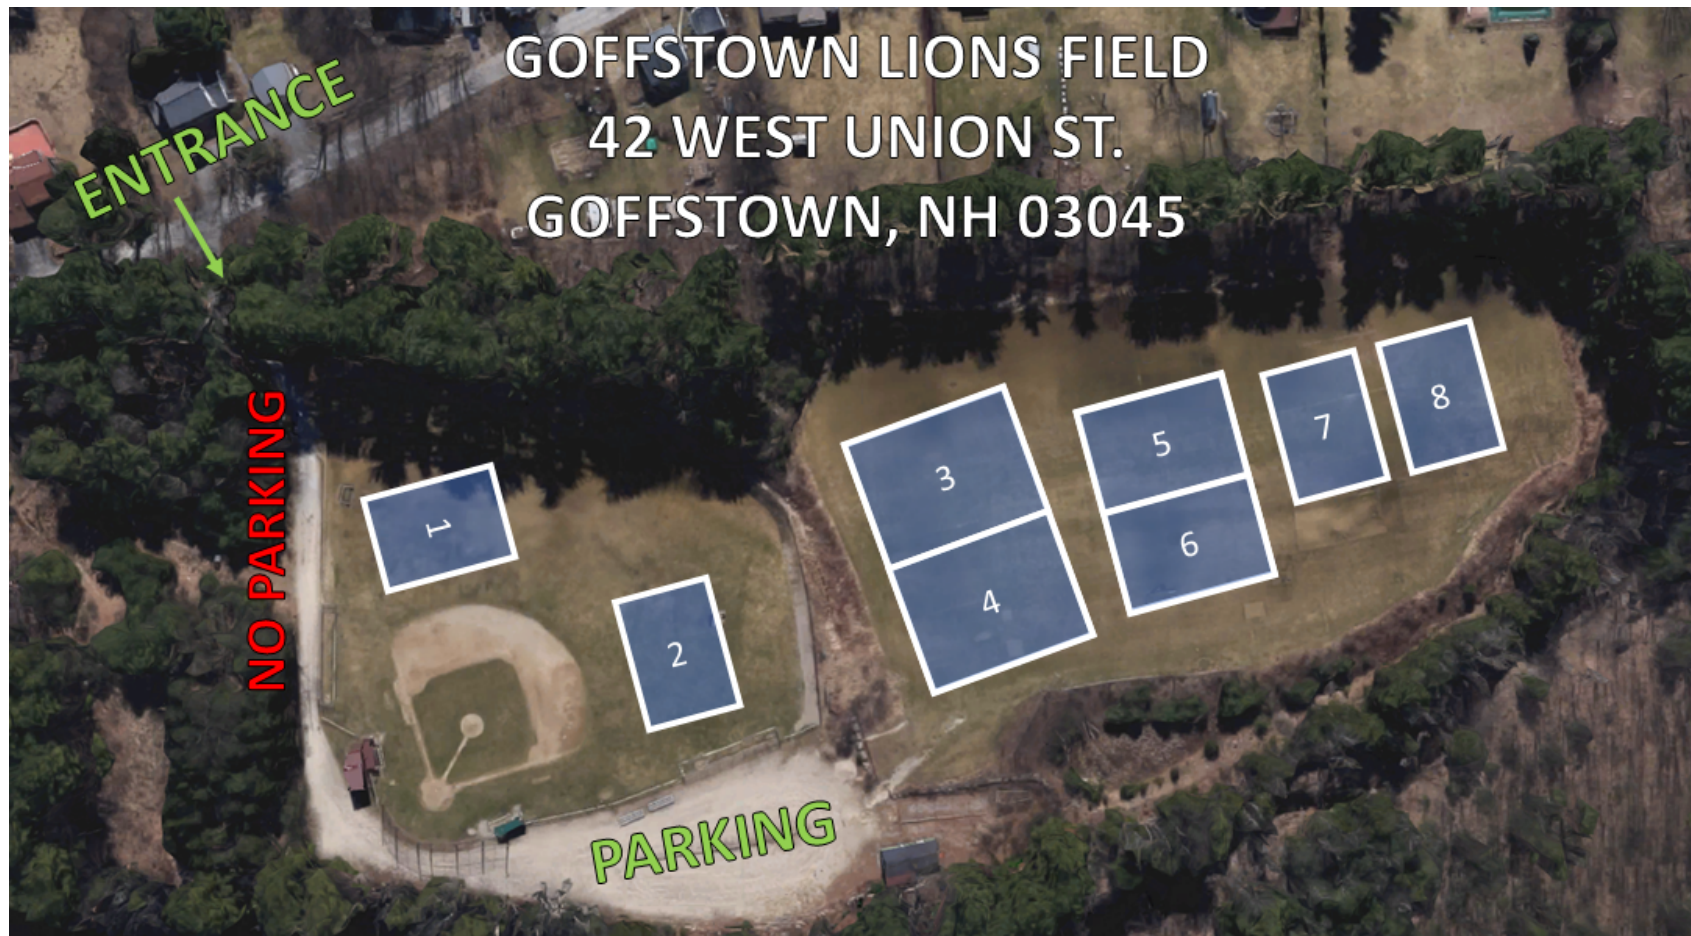 GOFFSTOWN LIONS FIELD
42 WEST UNION ST.
GOFFSTOWN, NH 03045
ENTRANCE
NO PARKING
1
2
3
4
5
6
7
8
PARKING